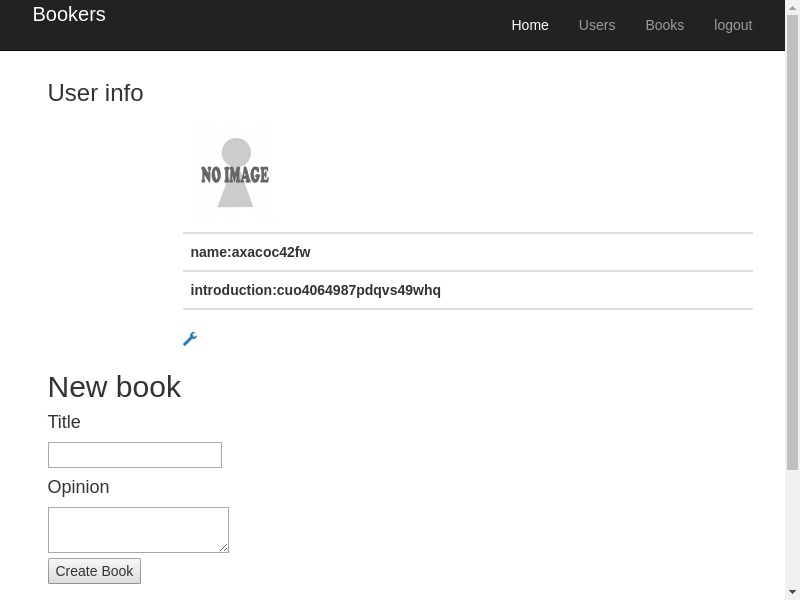 Bookers
Home Users Books logout
User info
NO IMAGE
name:axacoc42fw
introduction:cuo4064987pdqvs49whq
New book
Title
Opinion
Create Book